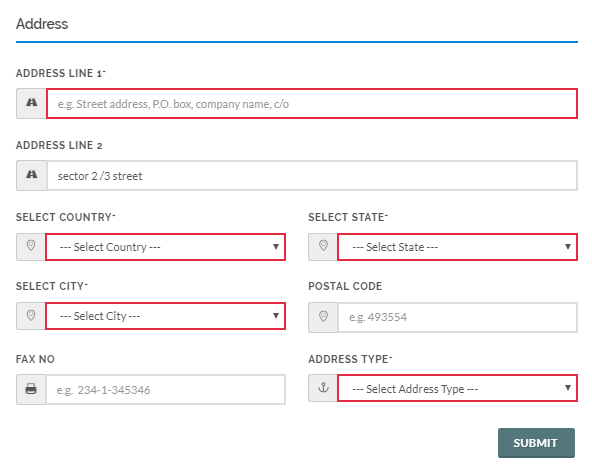 Address
ADDRESS LINE 1*
e.g. Street address, P.O. box, company name, c/o
ADDRESS LINE 2
sector 2 /3 street
SELECT COUNTRY* SELECT STATE*
--- Select Country --- --- Select State ---
SELECT CITY* POSTAL CODE
--- Select City --- e.g. 493554
FAX NO ADDRESS TYPE*
e.g. 234-1-345346 --- Select Address Type ---
SUBMIT